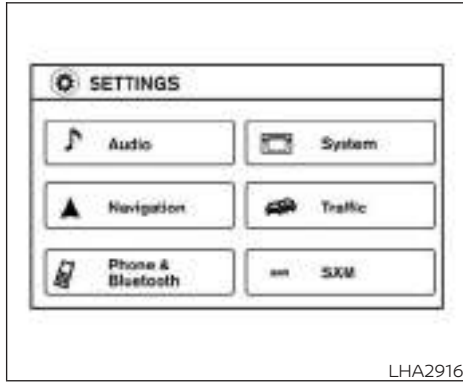 SETTINGS
Audio
System
Navigation
Traffic
Phone &
Bluetooth
SXM
LHA2916